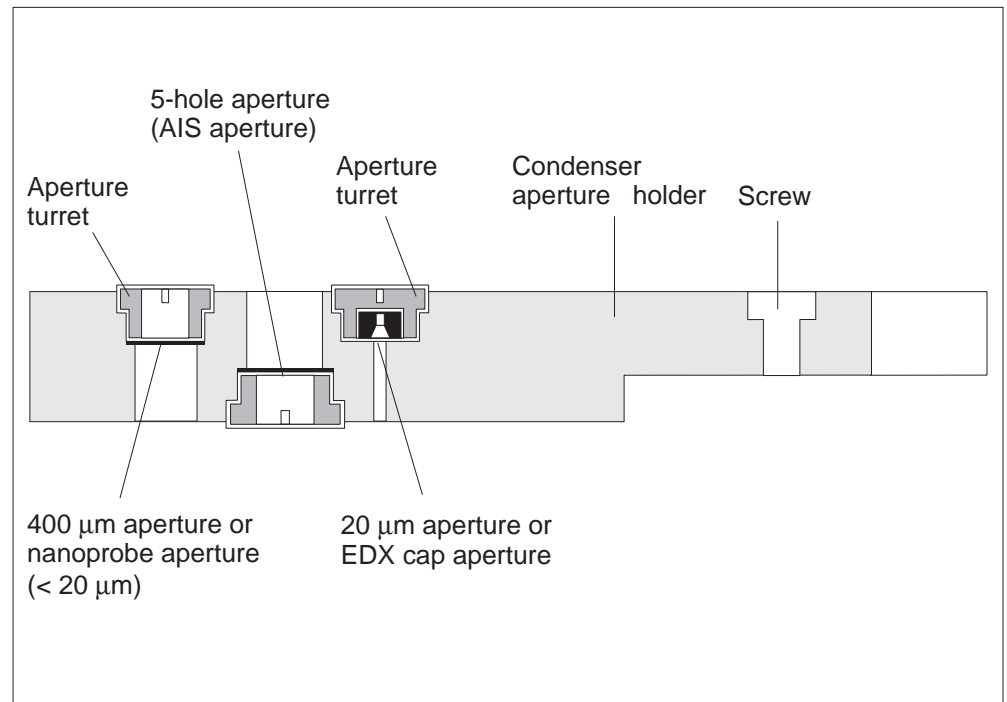 5-hole aperture
(AIS aperture)
Aperture
turret
Aperture
turret
Condenser
aperture holder
Screw
400 μm aperture or
nanoprobe aperture
(< 20 μm)
20 μm aperture or
EDX cap aperture